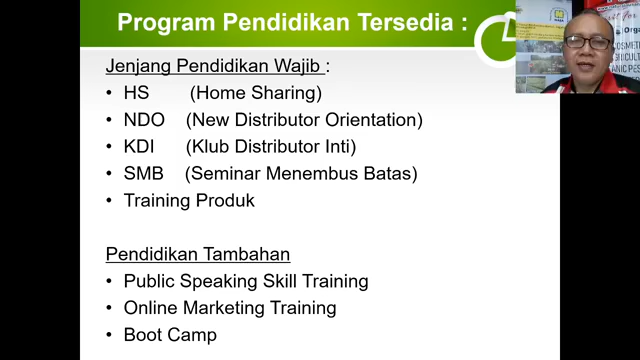 Program Pendidikan Tersedia :
Jenjang Pendidikan Wajib :
• HS (Home Sharing)
• NDO (New Distributor Orientation)
• KDI (Klub Distributor Inti)
• SMB (Seminar Menembus Batas)
• Training Produk
Pendidikan Tambahan
• Public Speaking Skill Training
• Online Marketing Training
• Boot Camp